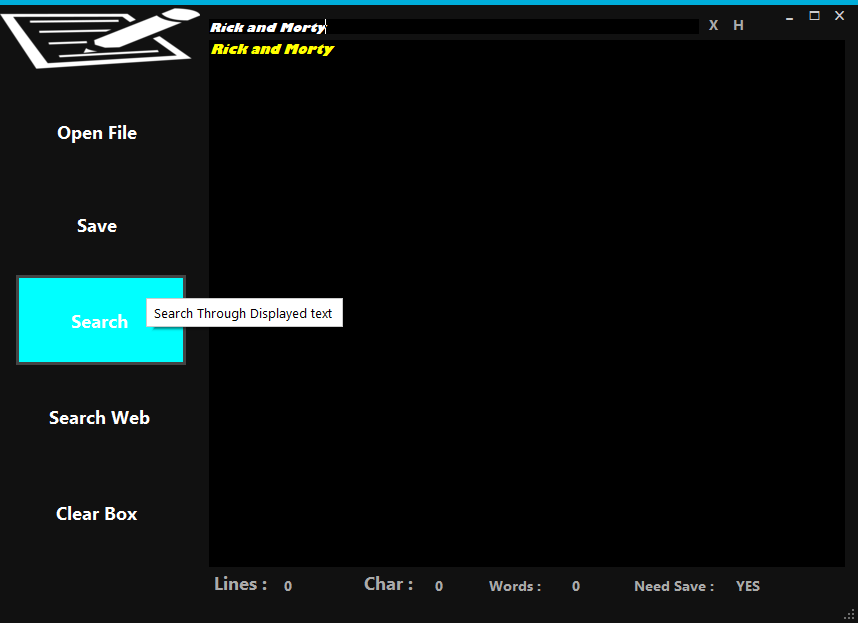 Rick and Morty X H
Rick and Morty
Open File
Save
Search
Search Through Displayed text
Search Web
Clear Box
Lines : 0 Char : 0 Words : 0 Need Save : YES